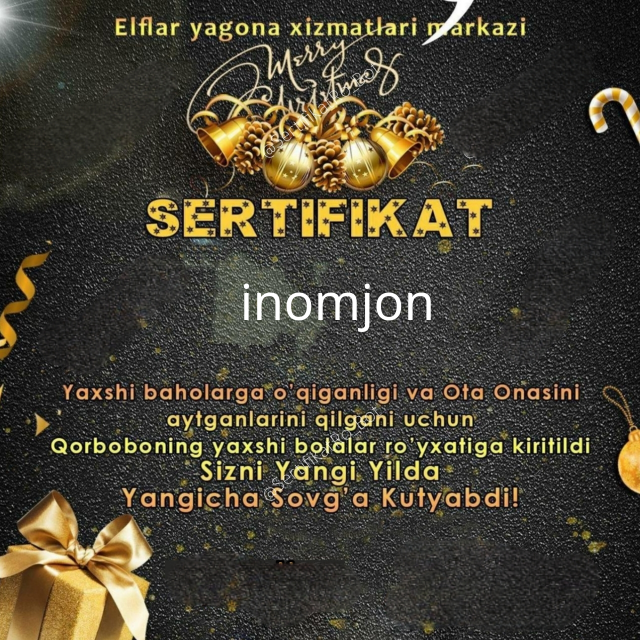 Elflar yagona xizmatlari markazi
Merry
Christmas
SERTIFIKAT
inomjon
Yaxshi baholarga o'qiganligi va Ota Onasini
aytganlarini qilgani uchun
Qorboboning yaxshi bolalar ro'yxatiga kiritildi
Sizni Yangi Yilda
Yangicha Sovg'a Kutyabdi!